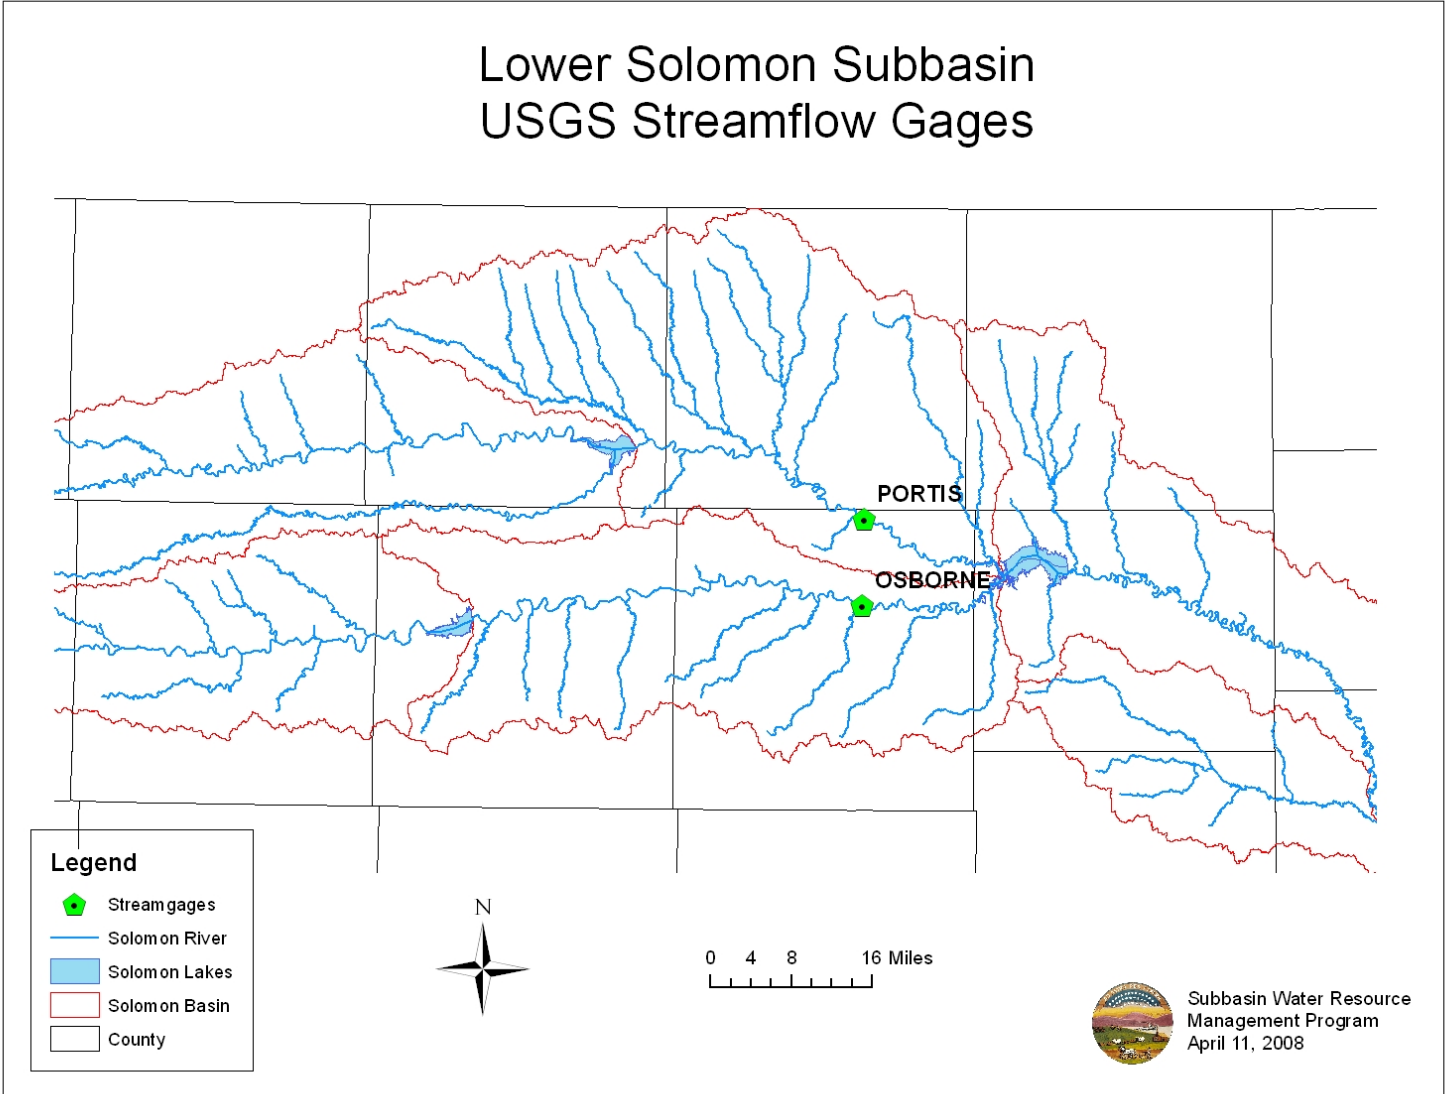 Lower Solomon Subbasin
USGS Streamflow Gages
PORTIS
OSBORNE
Legend
Streamgages
Solomon River
Solomon Lakes
Solomon Basin
County
N
0 4 8 16 Miles
Subbasin Water Resource
Management Program
April 11, 2008